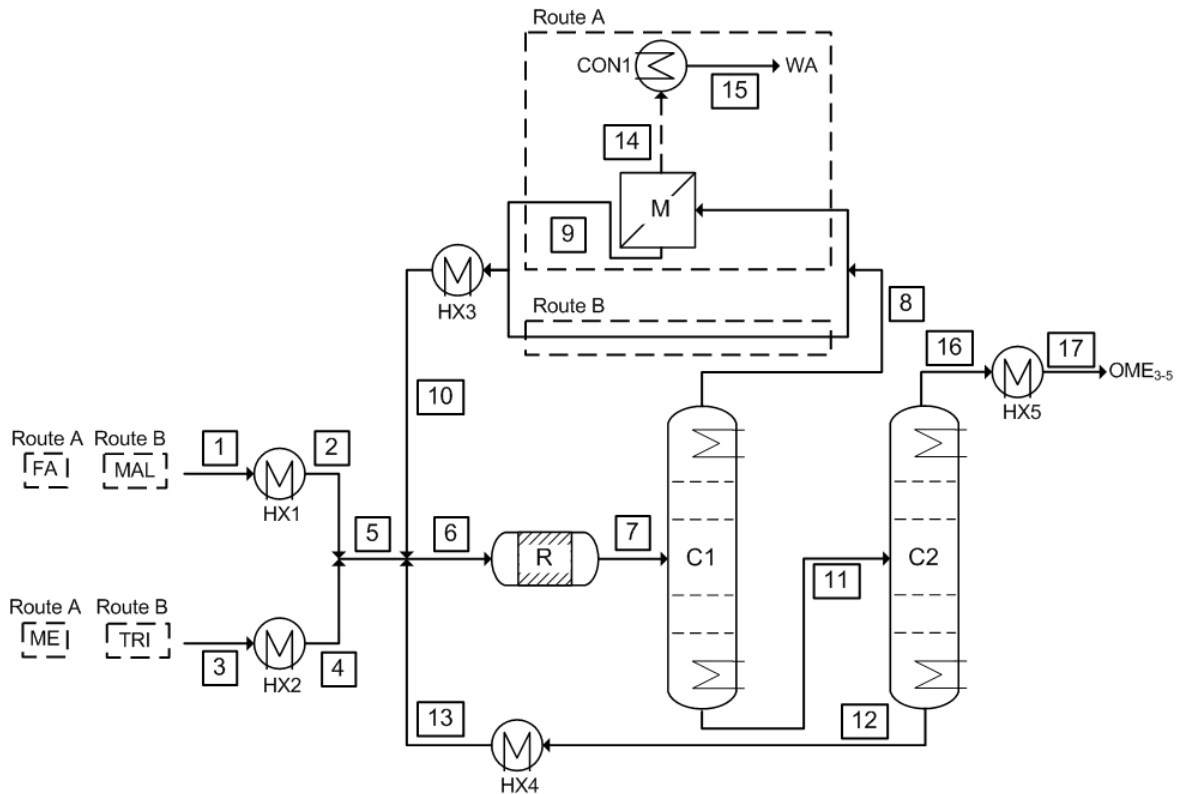 Route A
CON1
15
WA
14
M
9
HX3
Route B
8
16
17
OME3-5
HX5
10
Route A Route B
1
2
FA
MAL
HX1
5
6
7
R
C1
11
C2
Route A Route B
ME
TRI
3
4
HX2
13
12
HX4